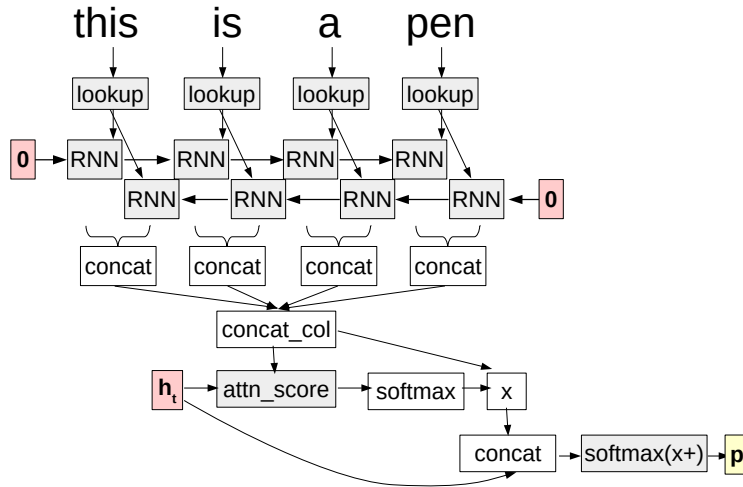 this is a pen
lookup lookup lookup lookup
0 RNN RNN RNN RNN
RNN RNN RNN RNN 0
concat concat concat concat
concat_col
h_t attn_score softmax x
concat softmax(x+) p